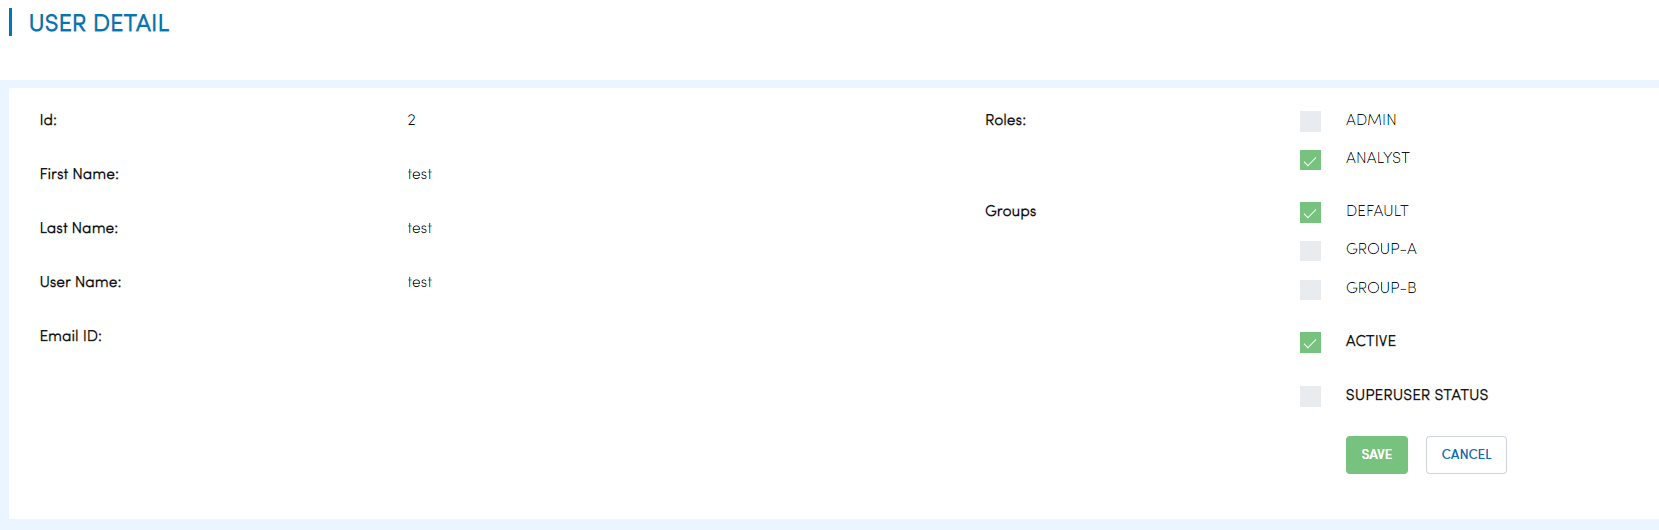 USER DETAIL
Id: 2
First Name: test
Last Name: test
User Name: test
Email ID:
Roles: ADMIN
ANALYST
Groups DEFAULT
GROUP-A
GROUP-B
ACTIVE
SUPERUSER STATUS
SAVE CANCEL